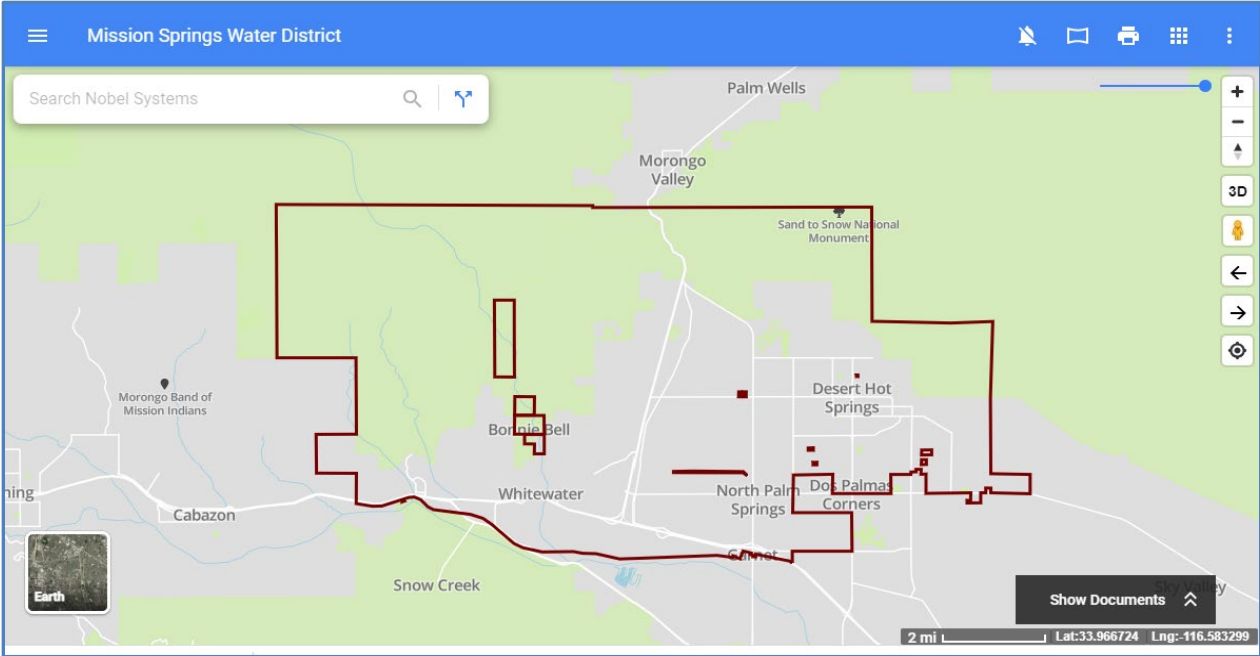 Mission Springs Water District
Search Nobel Systems
Palm Wells
Morongo
Valley
3D
Sand to Snow National
Monument
Desert Hot
Springs
Morongo Band of
Mission Indians
Bonnie Bell
Whitewater
North Palm
Springs
Dos Palmas
Corners
ning
Cabazon
Garnet
Snow Creek
Sky Valley
Earth
Show Documents
2 mi
Lat:33.966724
Lng:-116.583299